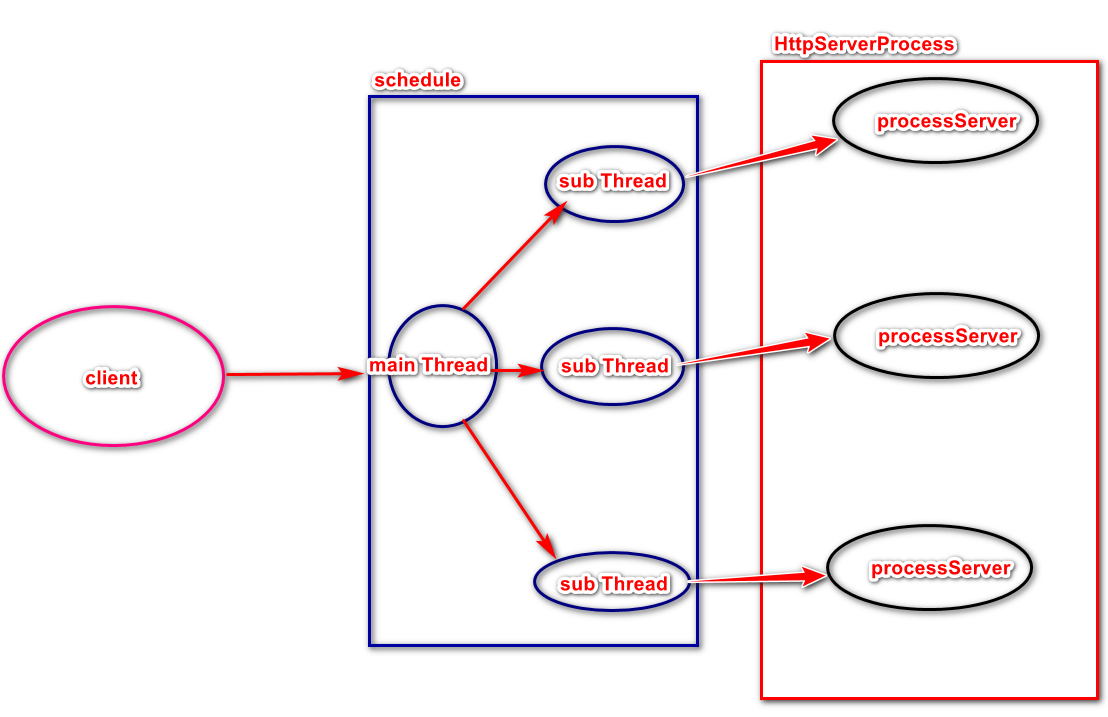 HttpServerProcess
schedule
processServer
sub Thread
processServer
main Thread
sub Thread
client
processServer
sub Thread